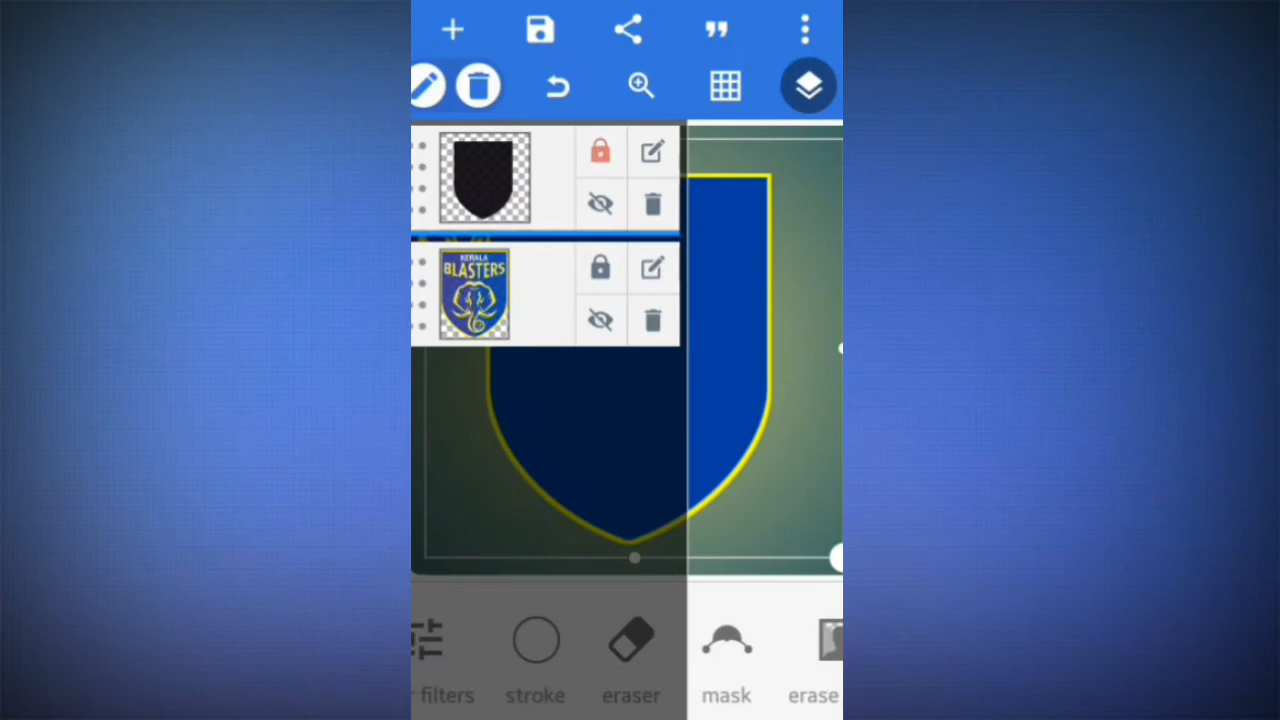 KERALA
BLASTERS
filters
stroke
eraser
mask
erase